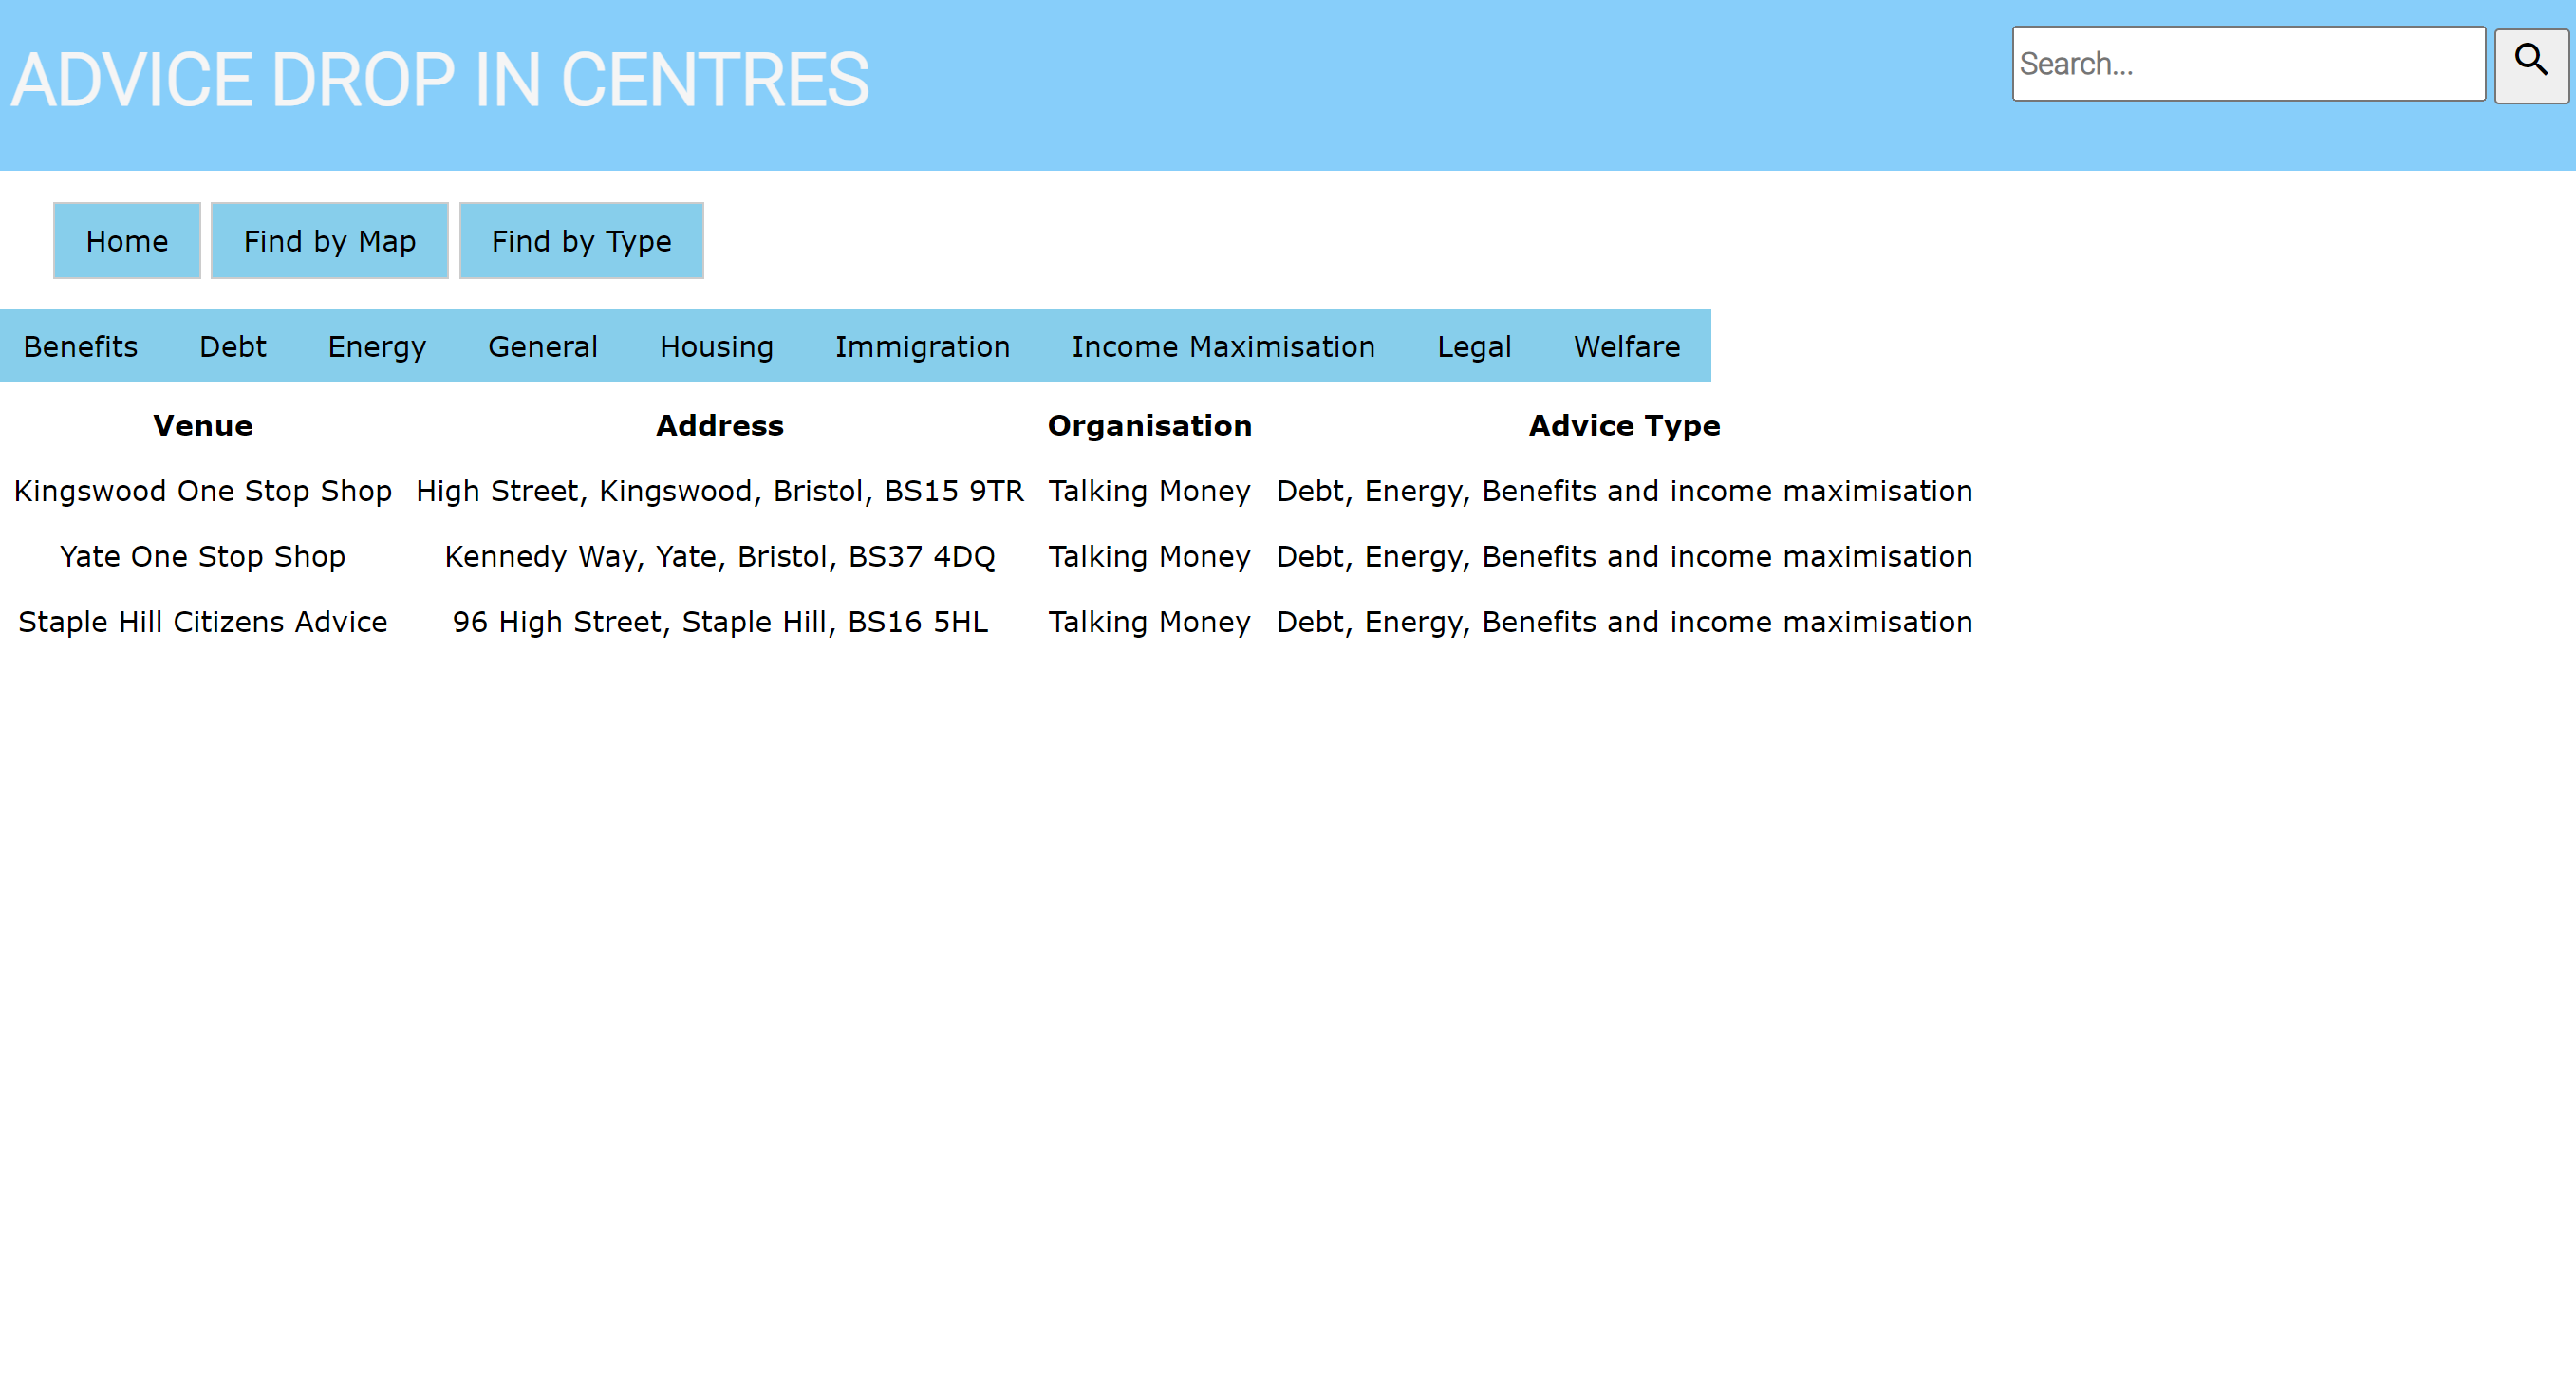 ADVICE DROP IN CENTRES
Search...
Home Find by Map Find by Type
Benefits Debt Energy General Housing Immigration Income Maximisation Legal Welfare
Venue Address Organisation Advice Type
Kingswood One Stop Shop High Street, Kingswood, Bristol, BS15 9TR Talking Money Debt, Energy, Benefits and income maximisation
Yate One Stop Shop Kennedy Way, Yate, Bristol, BS37 4DQ Talking Money Debt, Energy, Benefits and income maximisation
Staple Hill Citizens Advice 96 High Street, Staple Hill, BS16 5HL Talking Money Debt, Energy, Benefits and income maximisation